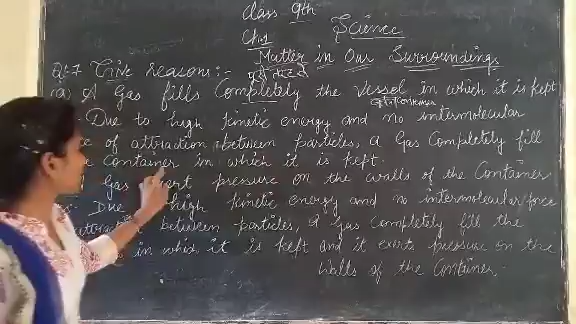 Class 9th
Ch.1 Science
Matter in Our Surroundings
Q:7 Give reasons:-
पूरी तरह से
(a) A Gas fills Completely the vessel in which it is kept
Due to high kinetic energy and no intermolecular
of attraction between particles, a Gas Completely fill
Container in which it is kept.
Gas pressure on the walls of the Container
Due high kinetic energy and no intermolecular force
between particles, a Gas Completely fill the
in which it is kept and it exert pressure on the
Walls of the Container.